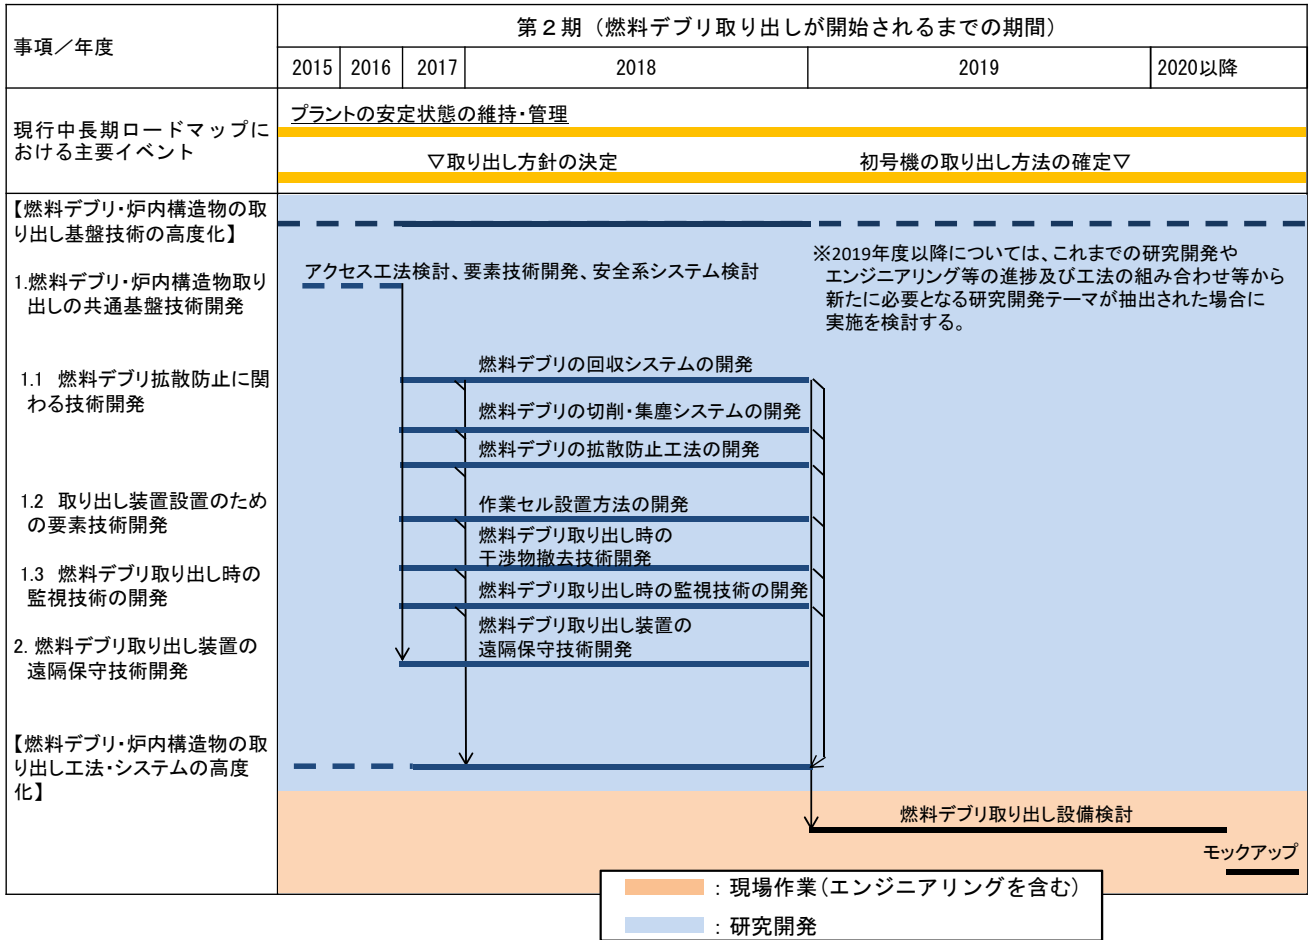 事項／年度
第２期（燃料デブリ取り出しが開始されるまでの期間）
2015 2016 2017 2018 2019 2020以降
現行中長期ロードマップに
おける主要イベント
プラントの安定状態の維持・管理
▽取り出し方針の決定
初号機の取り出し方法の確定▽
【燃料デブリ・炉内構造物の取
り出し基盤技術の高度化】
1.燃料デブリ・炉内構造物取り
出しの共通基盤技術開発
アクセス工法検討、要素技術開発、安全系システム検討
※2019年度以降については、これまでの研究開発や
エンジニアリング等の進捗及び工法の組み合わせ等から
新たに必要となる研究開発テーマが抽出された場合に
実施を検討する。
1.1 燃料デブリ拡散防止に関
わる技術開発
燃料デブリの回収システムの開発
燃料デブリの切削・集塵システムの開発
燃料デブリの拡散防止工法の開発
1.2 取り出し装置設置のため
の要素技術開発
作業セル設置方法の開発
燃料デブリ取り出し時の
干渉物撤去技術開発
1.3 燃料デブリ取り出し時の
監視技術の開発
燃料デブリ取り出し時の監視技術の開発
2. 燃料デブリ取り出し装置の
遠隔保守技術開発
燃料デブリ取り出し装置の
遠隔保守技術開発
【燃料デブリ・炉内構造物の取
り出し工法・システムの高度
化】
燃料デブリ取り出し設備検討
モックアップ
：現場作業（エンジニアリングを含む）
：研究開発